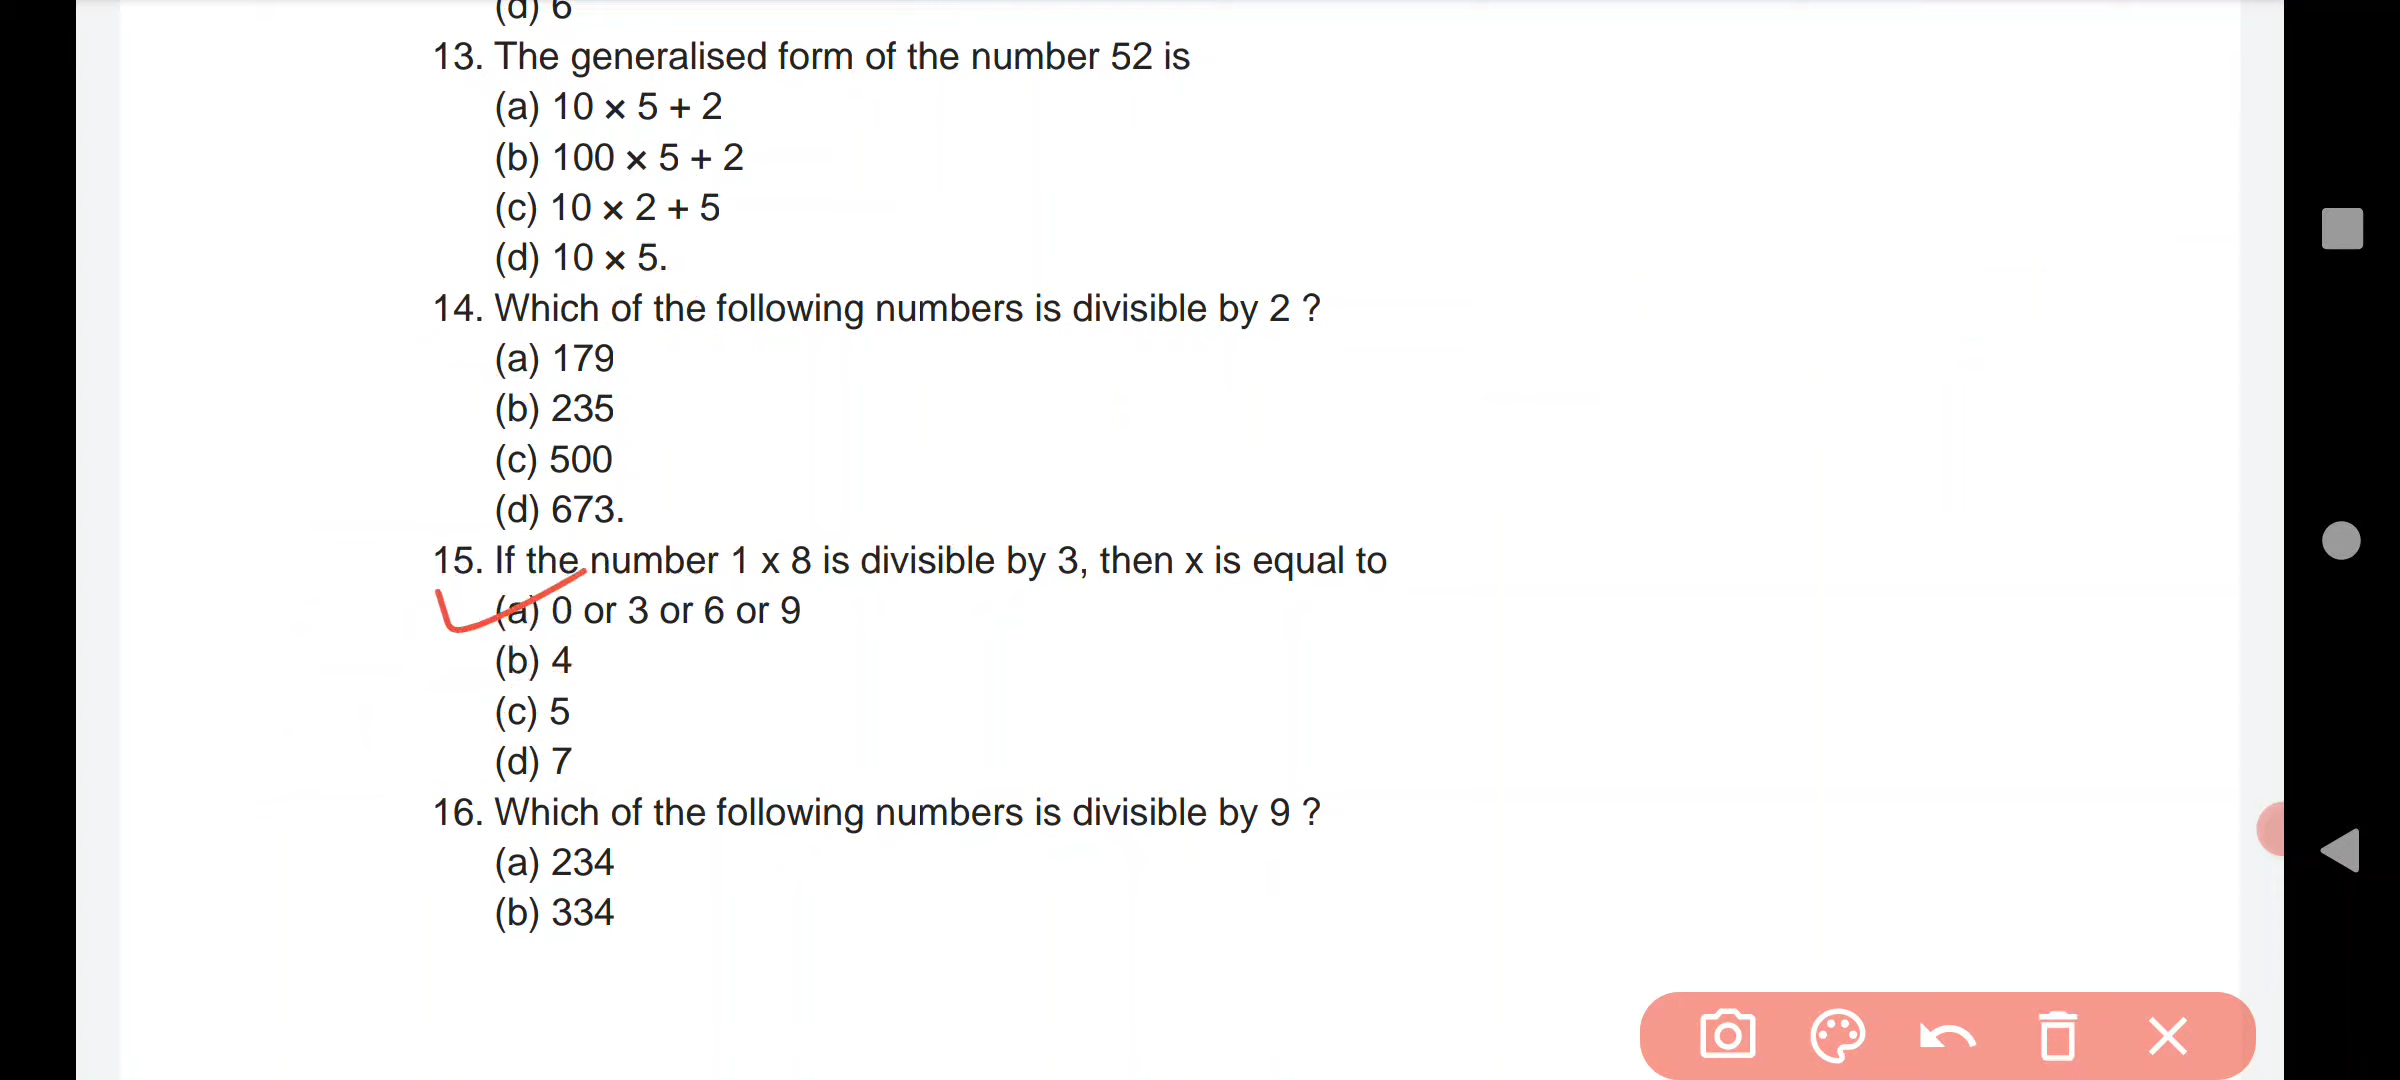 (d) 6
13. The generalised form of the number 52 is
(a) 10 × 5 + 2
(b) 100 × 5 + 2
(c) 10 × 2 + 5
(d) 10 × 5.
14. Which of the following numbers is divisible by 2 ?
(a) 179
(b) 235
(c) 500
(d) 673.
15. If the number 1 x 8 is divisible by 3, then x is equal to
(a) 0 or 3 or 6 or 9
(b) 4
(c) 5
(d) 7
16. Which of the following numbers is divisible by 9 ?
(a) 234
(b) 334